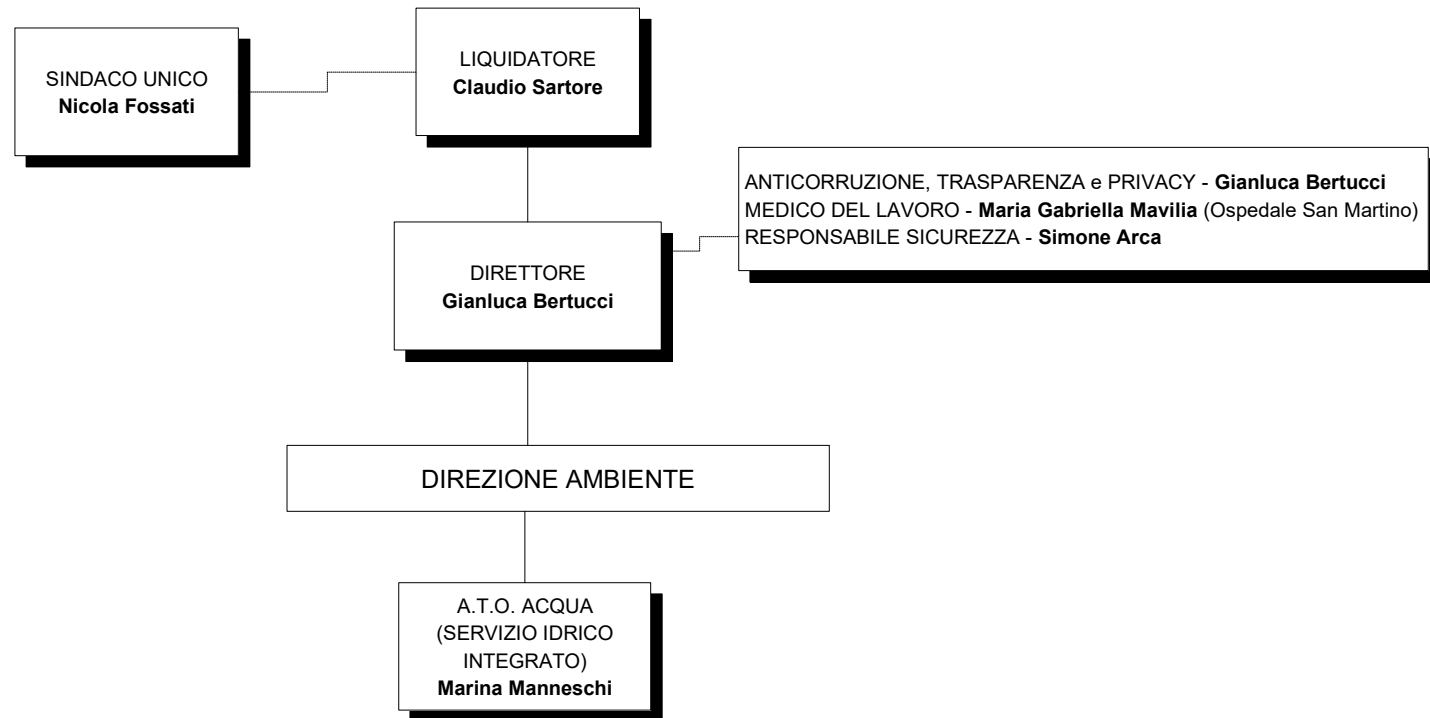 SINDACO UNICO
Nicola Fossati
LIQUIDATORE
Claudio Sartore
ANTICORRUZIONE, TRASPARENZA e PRIVACY - Gianluca Bertucci
MEDICO DEL LAVORO - Maria Gabriella Mavilia (Ospedale San Martino)
RESPONSABILE SICUREZZA - Simone Arca
DIRETTORE
Gianluca Bertucci
DIREZIONE AMBIENTE
A.T.O. ACQUA
(SERVIZIO IDRICO
INTEGRATO)
Marina Manneschi